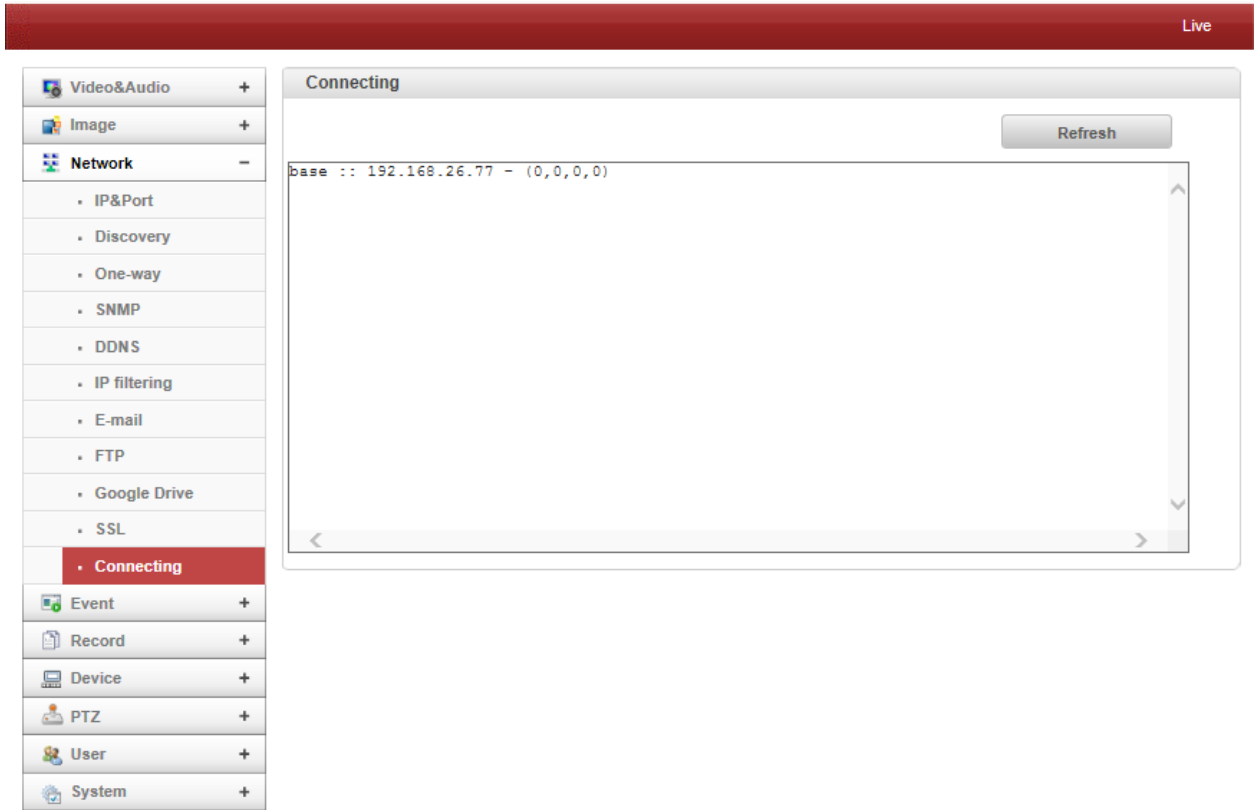 Live
Video&Audio +
Image +
Network −
IP&Port
Discovery
One-way
SNMP
DDNS
IP filtering
E-mail
FTP
Google Drive
SSL
Connecting
Event +
Record +
Device +
PTZ +
User +
System +
Connecting
Refresh
base :: 192.168.26.77 - (0,0,0,0)